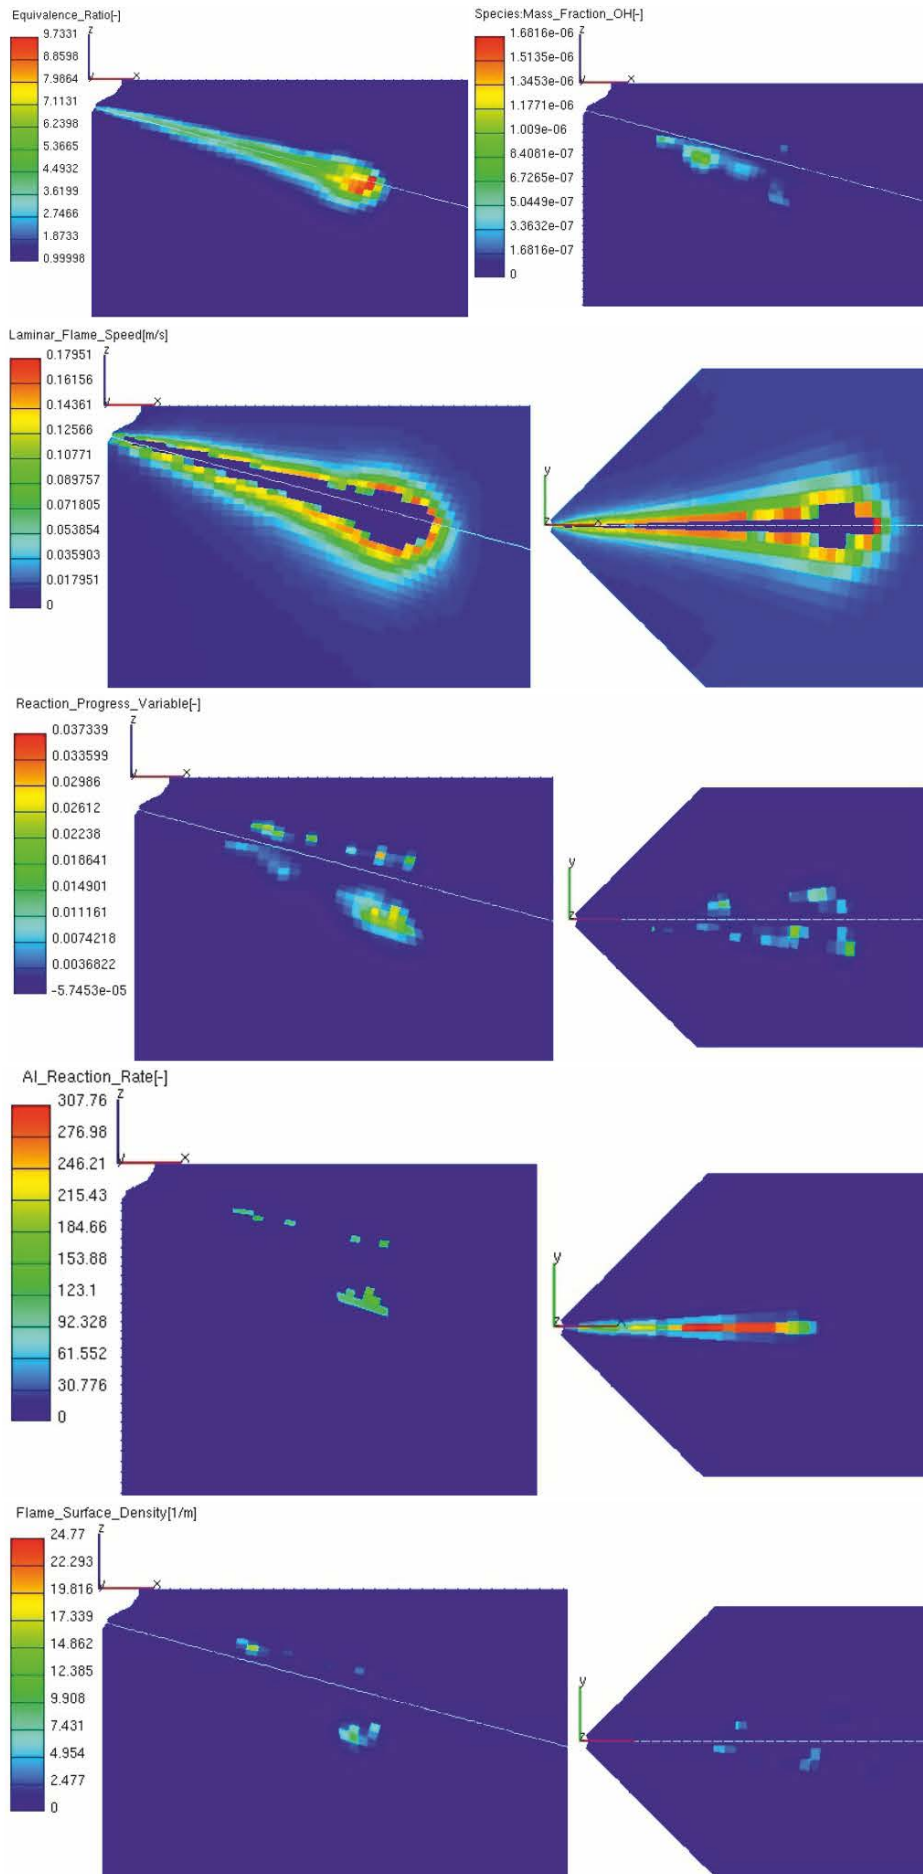 Equivalence_Ratio[-]
9.7331
8.8598
7.9864
7.1131
6.2398
5.3665
4.4932
3.6199
2.7466
1.8733
0.99998
z
y
x
Species:Mass_Fraction_OH[-]
1.6816e-06
1.5135e-06
1.3453e-06
1.1771e-06
1.009e-06
8.4081e-07
6.7265e-07
5.0449e-07
3.3632e-07
1.6816e-07
0
z
x
Laminar_Flame_Speed[m/s]
0.17951
0.16156
0.14361
0.12566
0.10771
0.089757
0.071805
0.053854
0.035903
0.017951
0
z
y
x
y
z
x
Reaction_Progress_Variable[-]
0.037339
0.033599
0.02986
0.02612
0.02238
0.018641
0.014901
0.011161
0.0074218
0.0036822
-5.7453e-05
z
y
x
y
z
AI_Reaction_Rate[-]
307.76
276.98
246.21
215.43
184.66
153.88
123.1
92.328
61.552
30.776
0
z
y
x
y
z
x
Flame_Surface_Density[1/m]
24.77
22.293
19.816
17.339
14.862
12.385
9.908
7.431
4.954
2.477
0
z
y
x
y
z